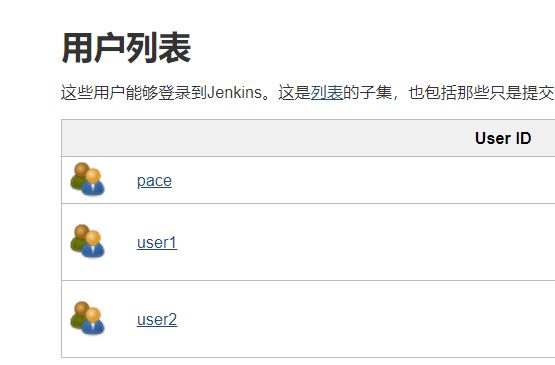 用户列表
这些用户能够登录到Jenkins。这是列表的子集，也包括那些只是提交
User ID
pace
user1
user2